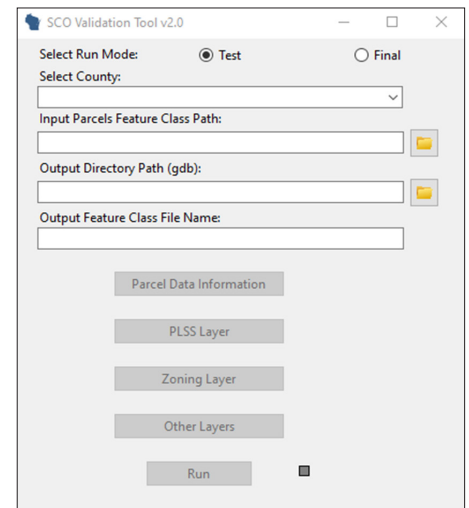 SCO Validation Tool v2.0
Select Run Mode: Test Final
Select County:
Input Parcels Feature Class Path:
Output Directory Path (gdb):
Output Feature Class File Name:
Parcel Data Information
PLSS Layer
Zoning Layer
Other Layers
Run